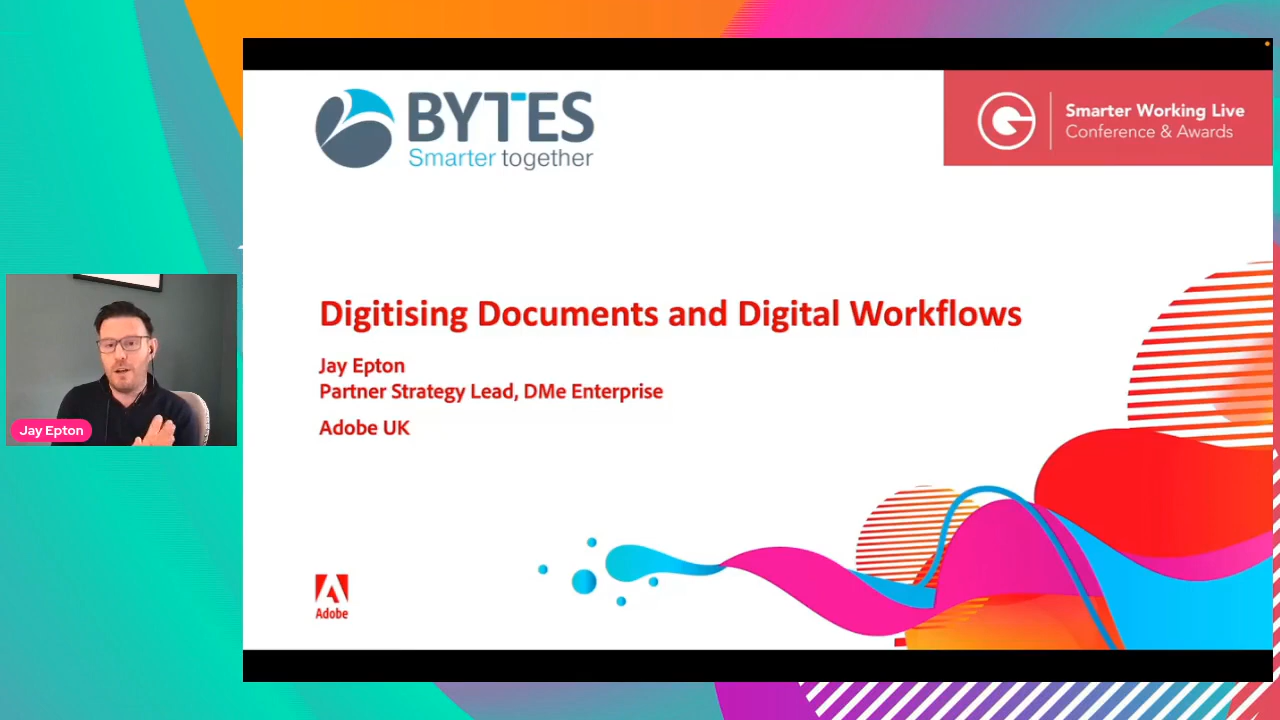 BYTES
Smarter together
Smarter Working Live
Conference & Awards
Digitising Documents and Digital Workflows
Jay Epton
Partner Strategy Lead, DMe Enterprise
Adobe UK
Jay Epton
Adobe